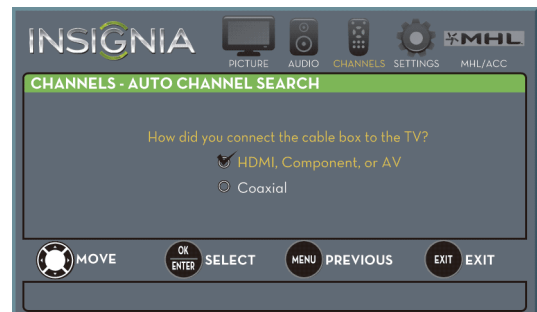 INSIGNIA
MHL
PICTURE AUDIO CHANNELS SETTINGS MHL/ACC
CHANNELS - AUTO CHANNEL SEARCH
How did you connect the cable box to the TV?
HDMI, Component, or AV
Coaxial
MOVE OK ENTER SELECT MENU PREVIOUS EXIT EXIT